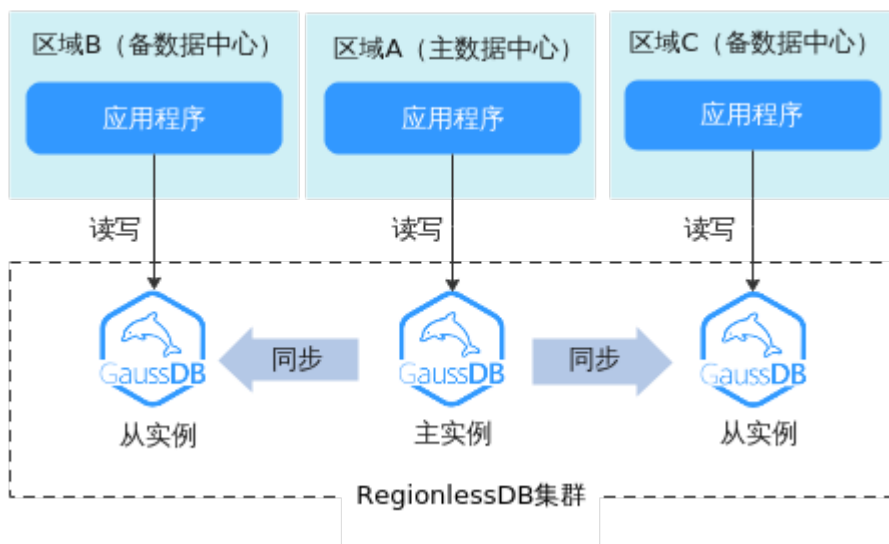 区域B（备数据中心）
区域A（主数据中心）
区域C（备数据中心）
应用程序
应用程序
应用程序
读写
读写
读写
GaussDB
同步
GaussDB
同步
GaussDB
从实例
主实例
从实例
RegionlessDB集群